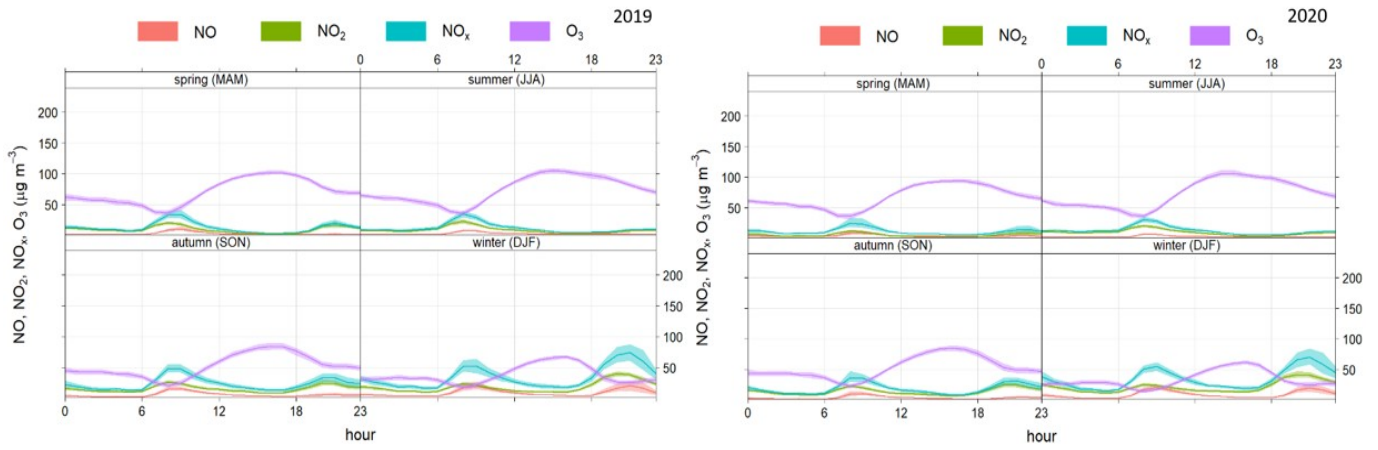 2019
NO NO₂ NOₓ O₃
0 6 12 18 23
spring (MAM) summer (JJA)
200
150
100
50
autumn (SON) winter (DJF)
200
150
100
50
0 6 12 18 23
hour
NO, NO₂, NOₓ, O₃ (μg m⁻³)
2020
NO NO₂ NOₓ O₃
0 6 12 18 23
spring (MAM) summer (JJA)
200
150
100
50
autumn (SON) winter (DJF)
200
150
100
50
0 6 12 18 23
hour
NO, NO₂, NOₓ, O₃ (μg m⁻³)